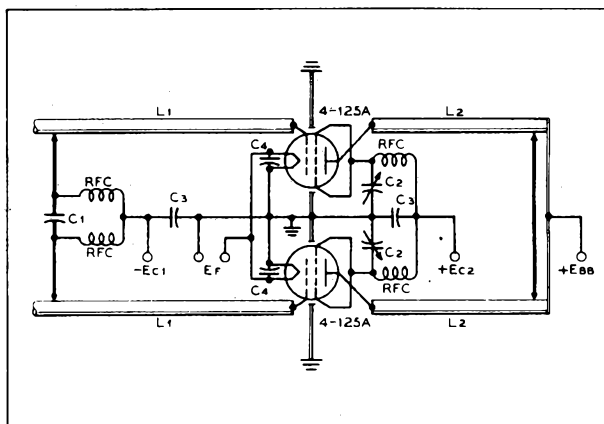 L1
4-125A
L2
C4
RFC
RFC
C2
C1
C3
C3
RFC
C2
-EC1
EF
+EC2
+EBB
C4
RFC
L1
4-125A
L2